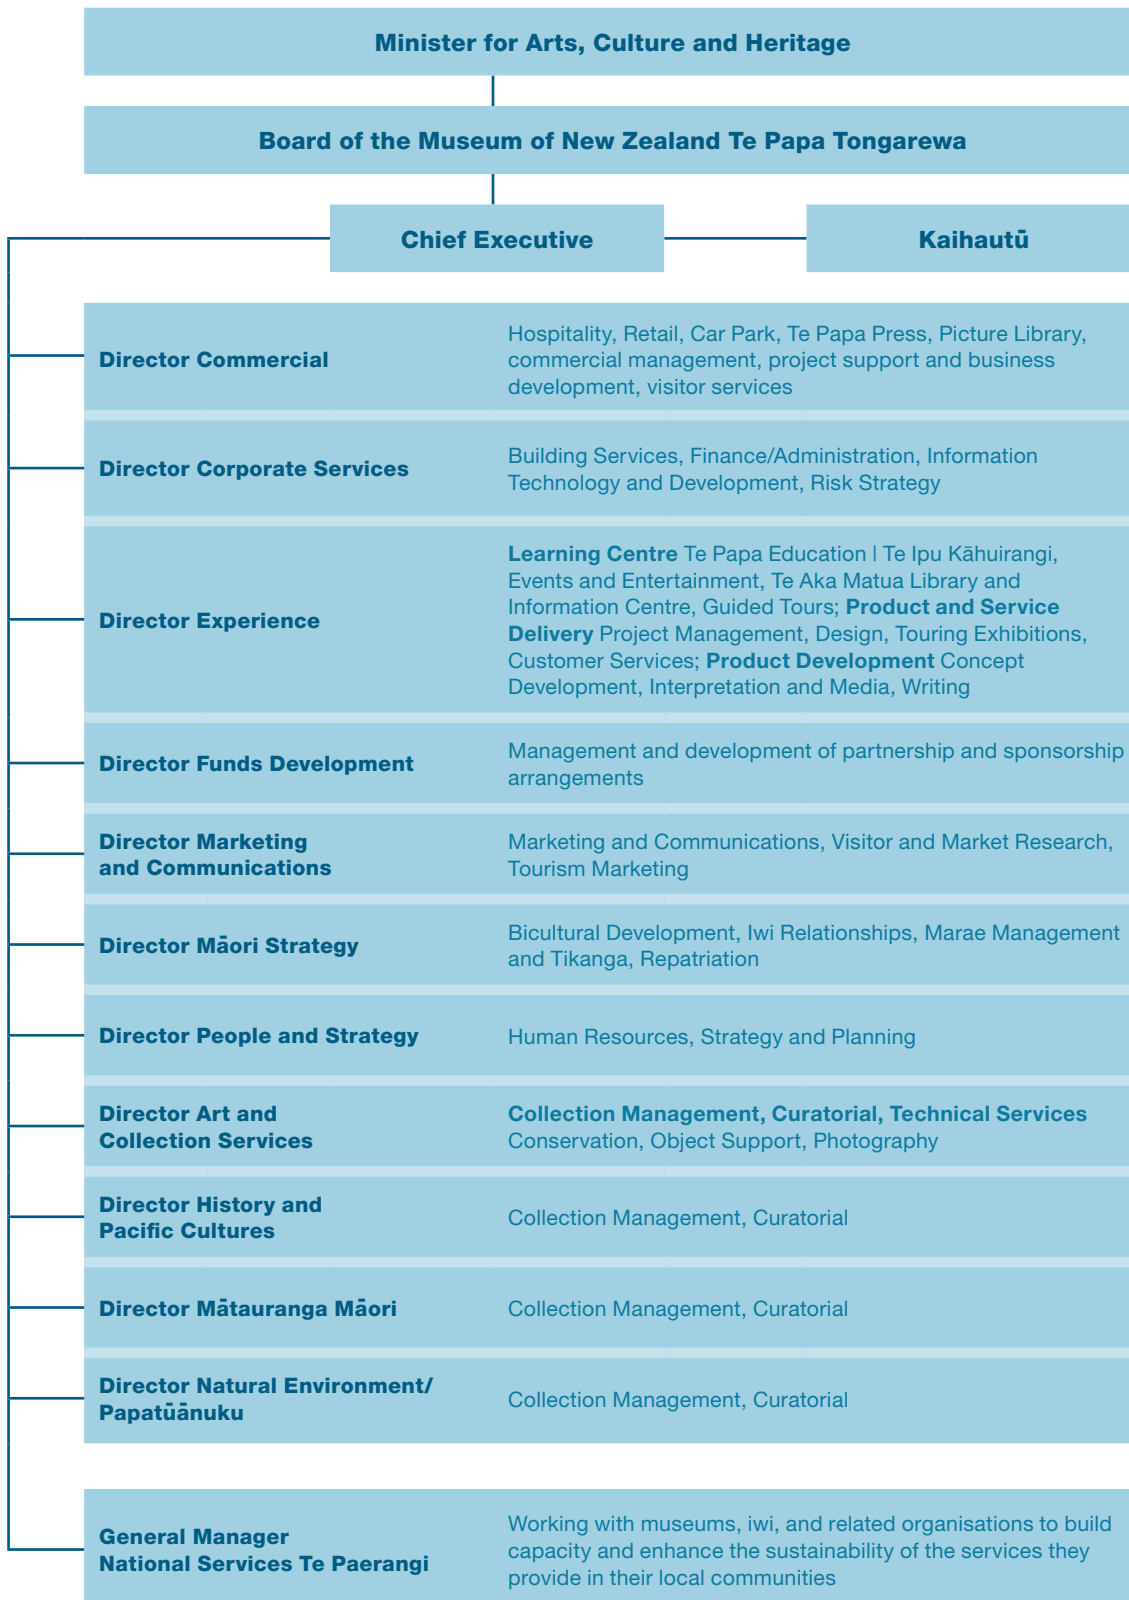 Minister for Arts, Culture and Heritage
Board of the Museum of New Zealand Te Papa Tongarewa
Chief Executive
Kaihautū
Director Commercial
Hospitality, Retail, Car Park, Te Papa Press, Picture Library,
commercial management, project support and business
development, visitor services
Director Corporate Services
Building Services, Finance/Administration, Information
Technology and Development, Risk Strategy
Director Experience
Learning Centre Te Papa Education | Te Ipu Kāhuirangi,
Events and Entertainment, Te Aka Matua Library and
Information Centre, Guided Tours; Product and Service
Delivery Project Management, Design, Touring Exhibitions,
Customer Services; Product Development Concept
Development, Interpretation and Media, Writing
Director Funds Development
Management and development of partnership and sponsorship
arrangements
Director Marketing
and Communications
Marketing and Communications, Visitor and Market Research,
Tourism Marketing
Director Māori Strategy
Bicultural Development, Iwi Relationships, Marae Management
and Tikanga, Repatriation
Director People and Strategy
Human Resources, Strategy and Planning
Director Art and
Collection Services
Collection Management, Curatorial, Technical Services
Conservation, Object Support, Photography
Director History and
Pacific Cultures
Collection Management, Curatorial
Director Mātauranga Māori
Collection Management, Curatorial
Director Natural Environment/
Papatūānuku
Collection Management, Curatorial
General Manager
National Services Te Paerangi
Working with museums, iwi, and related organisations to build
capacity and enhance the sustainability of the services they
provide in their local communities